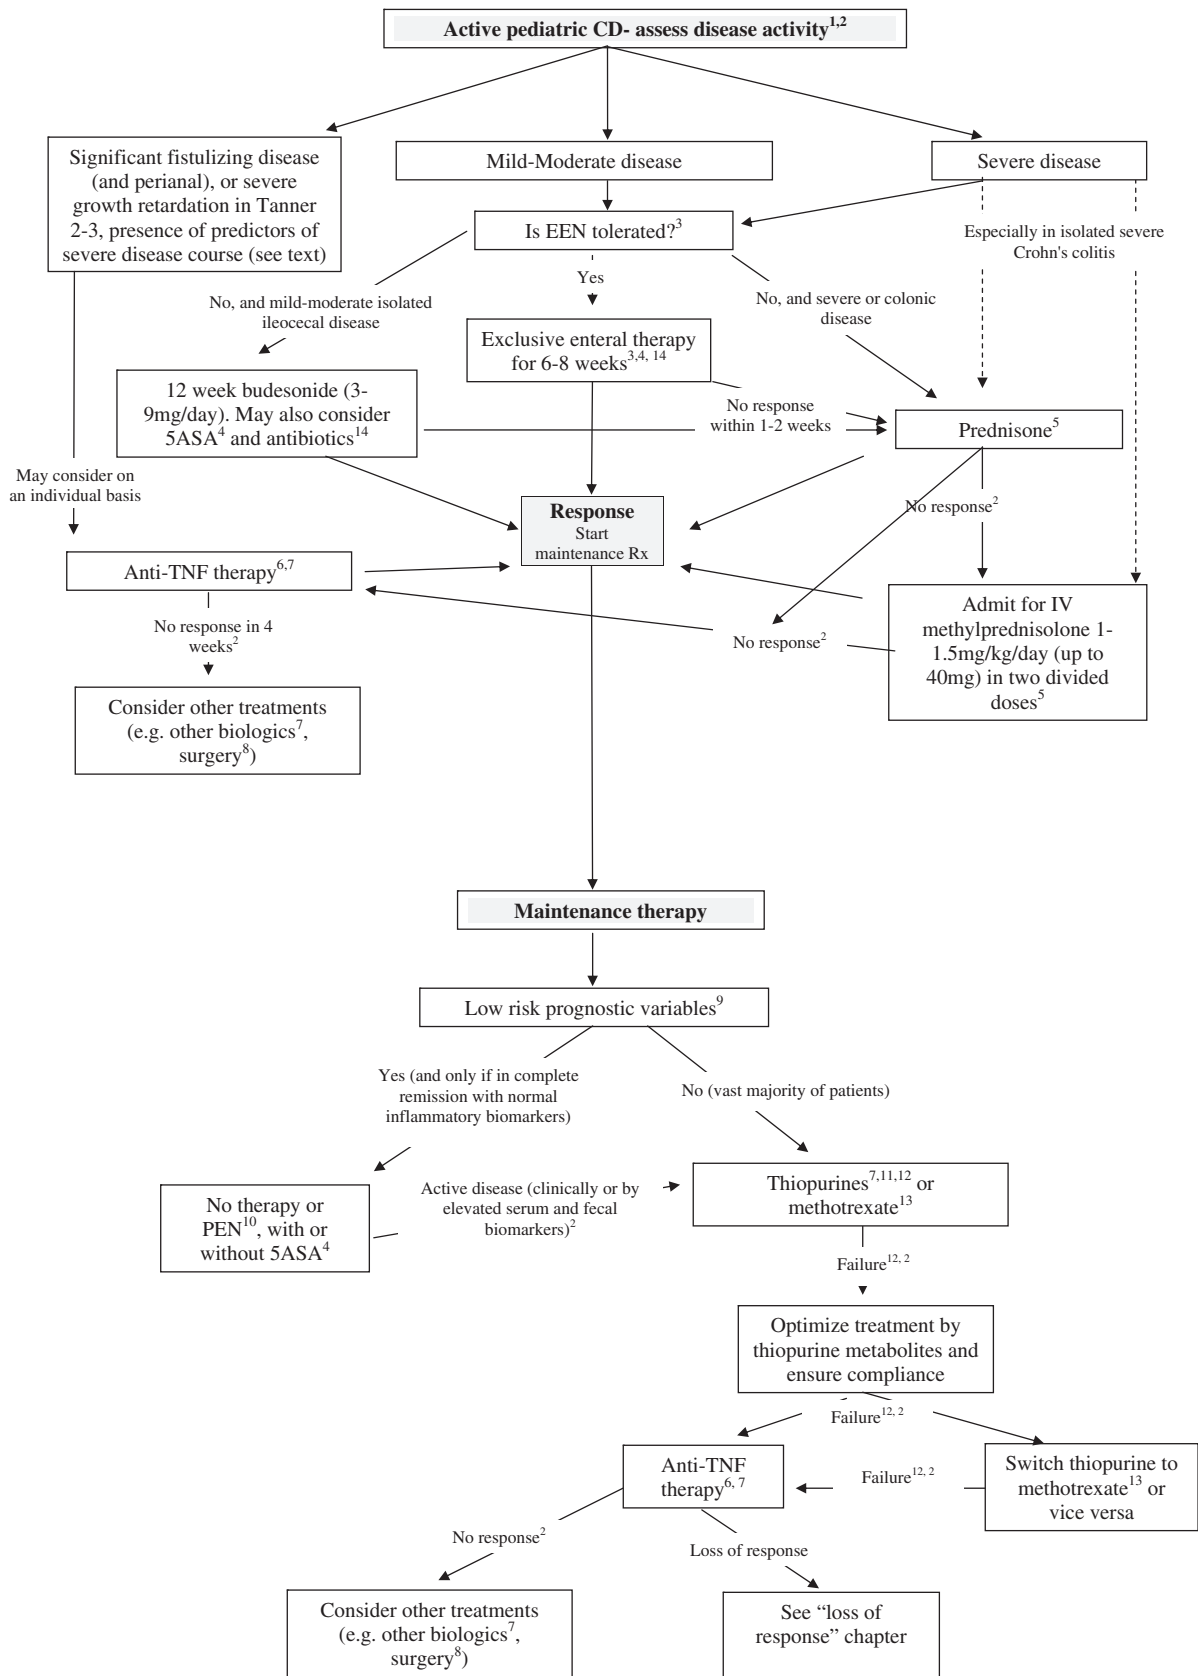 Active pediatric CD- assess disease activity1,2
Significant fistulizing disease
(and perianal), or severe
growth retardation in Tanner
2-3, presence of predictors of
severe disease course (see text)
Mild-Moderate disease
Severe disease
Is EEN tolerated?3
Especially in isolated severe
Crohn's colitis
Yes
No, and mild-moderate isolated
ileocecal disease
No, and severe or colonic
disease
Exclusive enteral therapy
for 6-8 weeks3,4, 14
12 week budesonide (3-
9mg/day). May also consider
5ASA4 and antibiotics14
No response
within 1-2 weeks
Prednisone5
May consider on
an individual basis
Response
Start
maintenance Rx
No response2
Anti-TNF therapy6,7
Admit for IV
methylprednisolone 1-
1.5mg/kg/day (up to
40mg) in two divided
doses5
No response in 4
weeks2
No response2
Consider other treatments
(e.g. other biologics7,
surgery8)
Maintenance therapy
Low risk prognostic variables9
Yes (and only if in complete
remission with normal
inflammatory biomarkers)
No (vast majority of patients)
No therapy or
PEN10, with or
without 5ASA4
Active disease (clinically or by
elevated serum and fecal
biomarkers)2
Thiopurines7,11,12 or
methotrexate13
Failure12, 2
Optimize treatment by
thiopurine metabolites and
ensure compliance
Failure12, 2
Anti-TNF
therapy6, 7
Failure12, 2
Switch thiopurine to
methotrexate13 or
vice versa
No response2
Loss of response
Consider other treatments
(e.g. other biologics7,
surgery8)
See “loss of
response” chapter